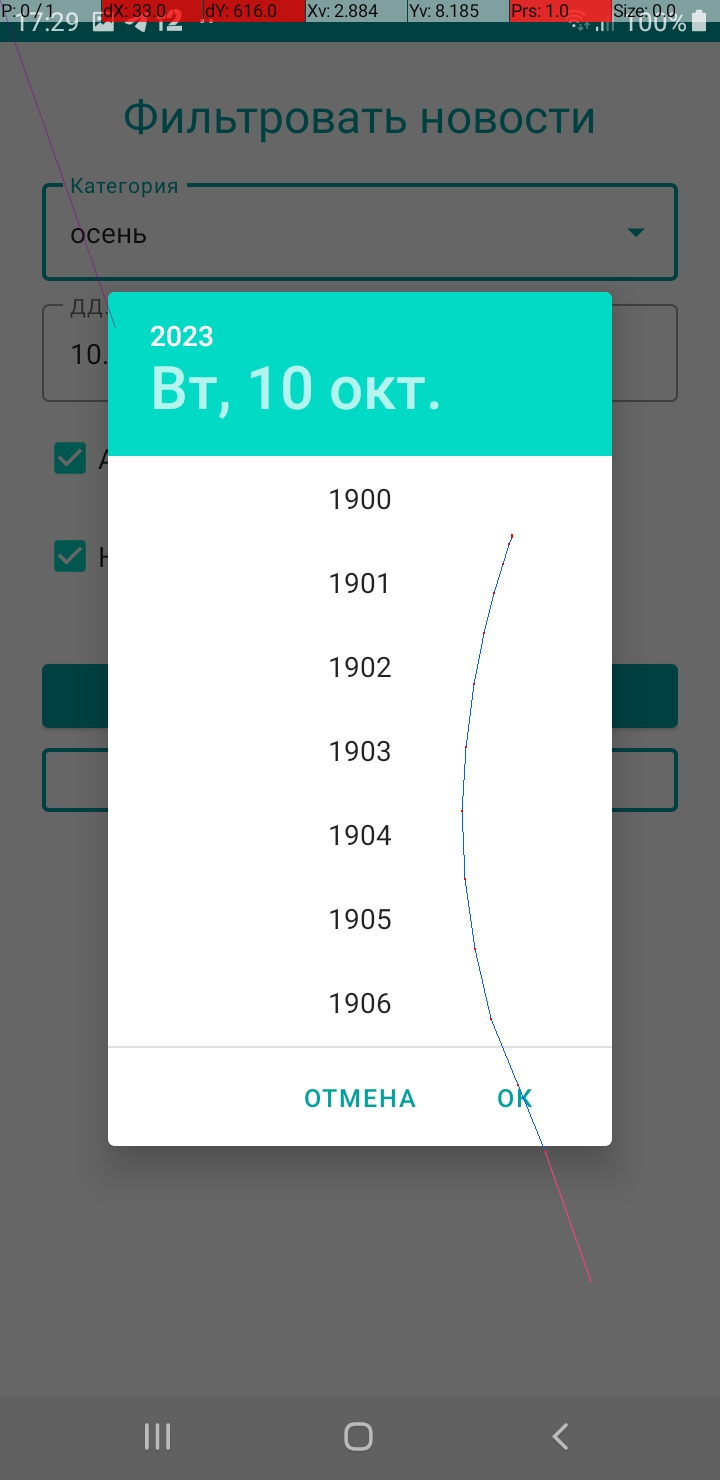 P: 0 / 1 dX: 33.0 dY: 616.0 Xv: 2.884 Yv: 8.185 Prs: 1.0 Size: 0.0
17:29 100%
Фильтровать новости
Категория
осень
ДД.
10.
2023
Вт, 10 окт.
А
1900
Н
1901
1902
1903
1904
1905
1906
ОТМЕНА ОК